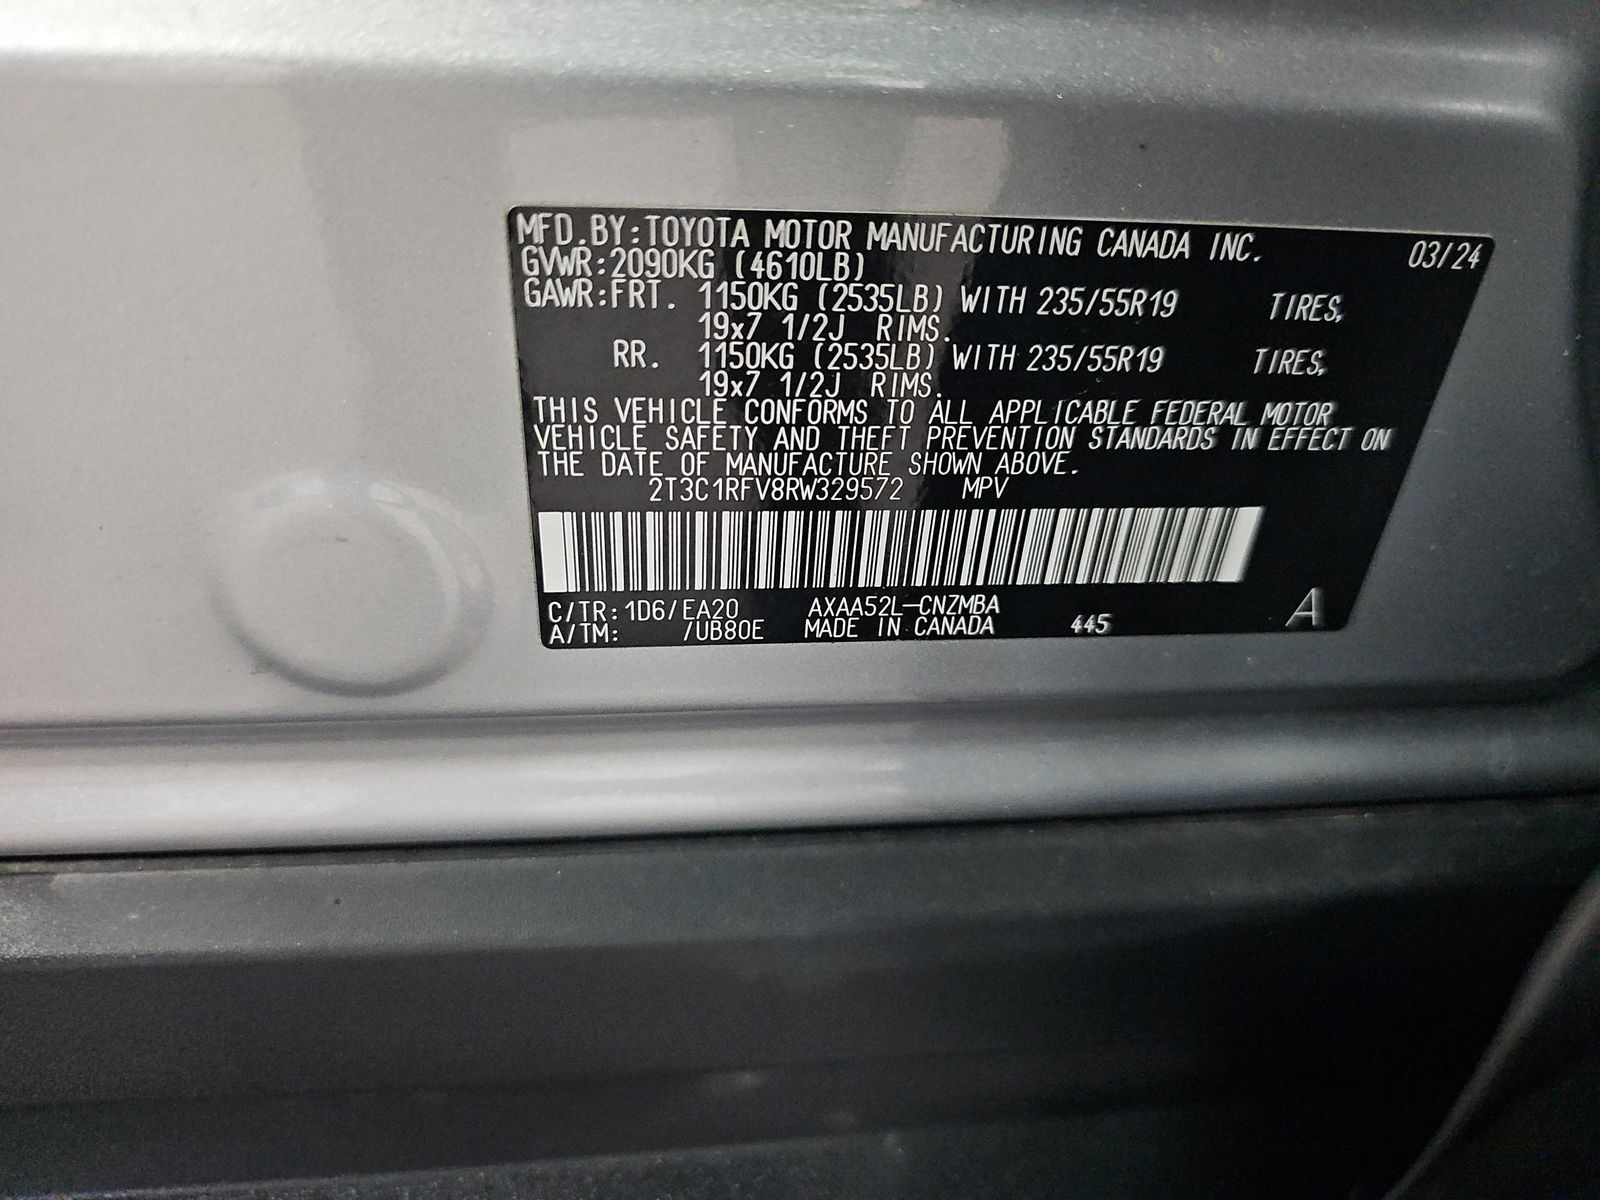 MFD.BY:TOYOTA MOTOR MANUFACTURING CANADA INC. 03/24
GVWR:2090KG (4610LB)
GAWR:FRT. 1150KG (2535LB) WITH 235/55R19 TIRES,
19x7 1/2J RIMS.
RR. 1150KG (2535LB) WITH 235/55R19 TIRES,
19x7 1/2J RIMS.
THIS VEHICLE CONFORMS TO ALL APPLICABLE FEDERAL MOTOR
VEHICLE SAFETY AND THEFT PREVENTION STANDARDS IN EFFECT ON
THE DATE OF MANUFACTURE SHOWN ABOVE.
2T3C1RFV8RW329572 MPV
C/TR:1D6/EA20 AXAA52L-CNZMBA
A/TM: /UB80E MADE IN CANADA 445 A